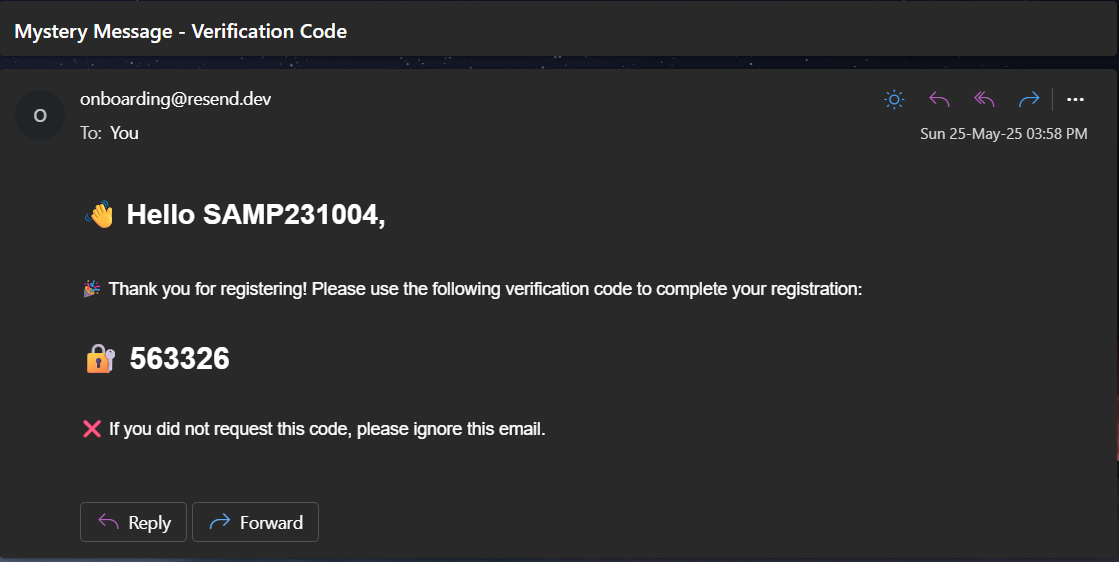 Mystery Message - Verification Code
O
onboarding@resend.dev
To: You
Sun 25-May-25 03:58 PM
👋 Hello SAMP231004,
🎉 Thank you for registering! Please use the following verification code to complete your registration:
🔐 563326
❌ If you did not request this code, please ignore this email.
Reply
Forward